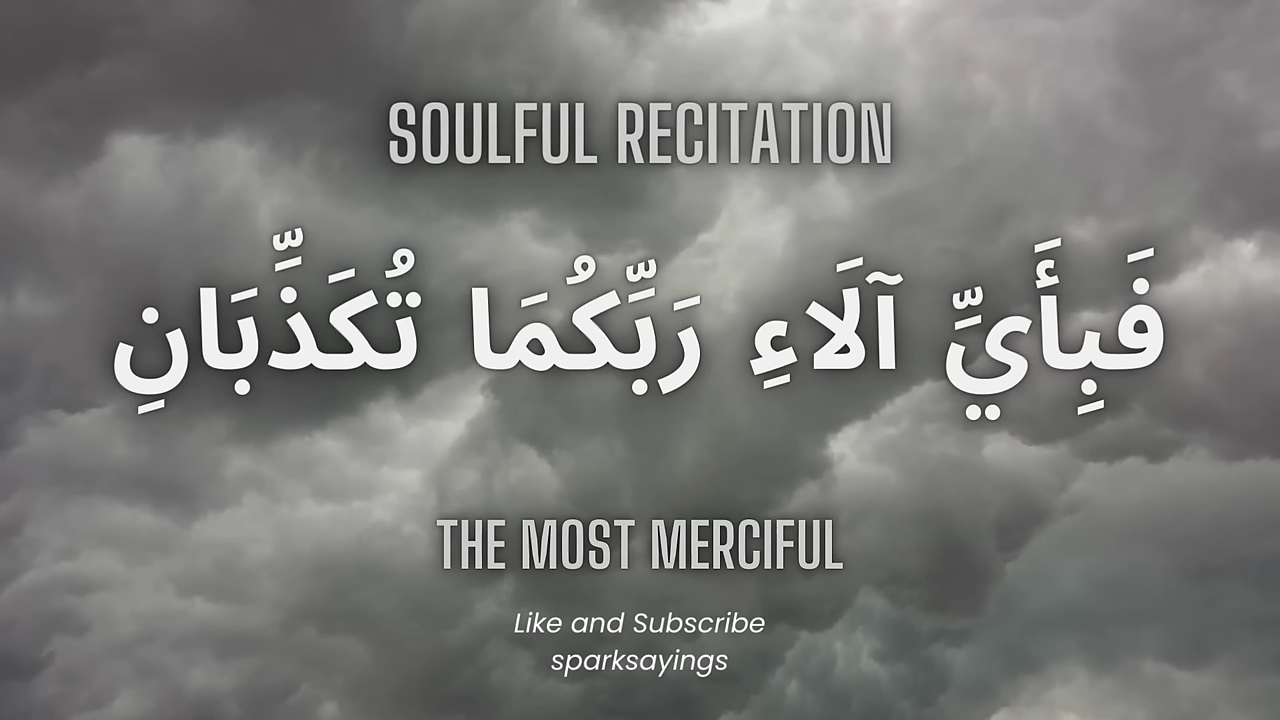 SOULFUL RECITATION
فَبِأَيِّ آلَاءِ رَبِّكُمَا تُكَذِّبَانِ
THE MOST MERCIFUL
Like and Subscribe
sparksayings